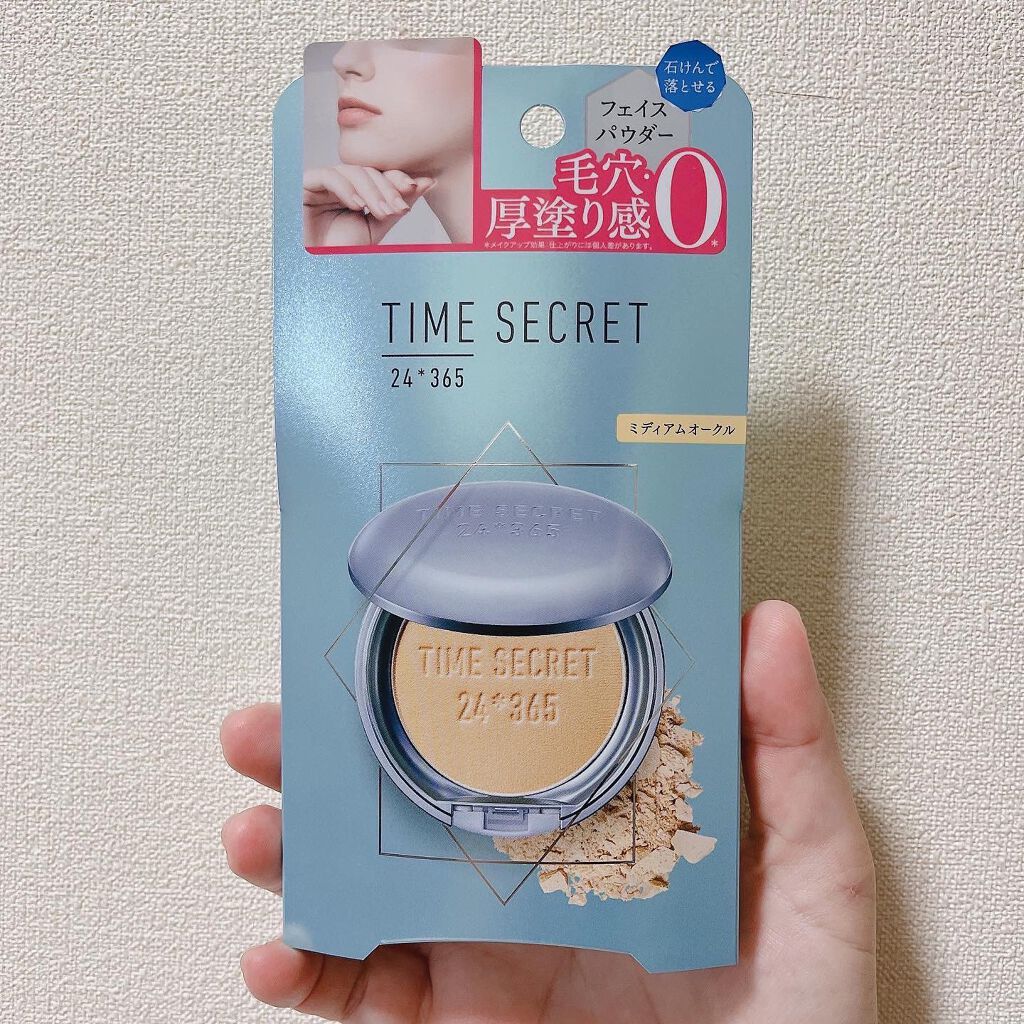 石けんで
落とせる
フェイス
パウダー
毛穴・
厚塗り感0*
*メイクアップ効果 仕上がりには個人差があります。
TIME SECRET
24*365
ミディアムオークル
TIME SECRET
24*365
TIME SECRET
24*365